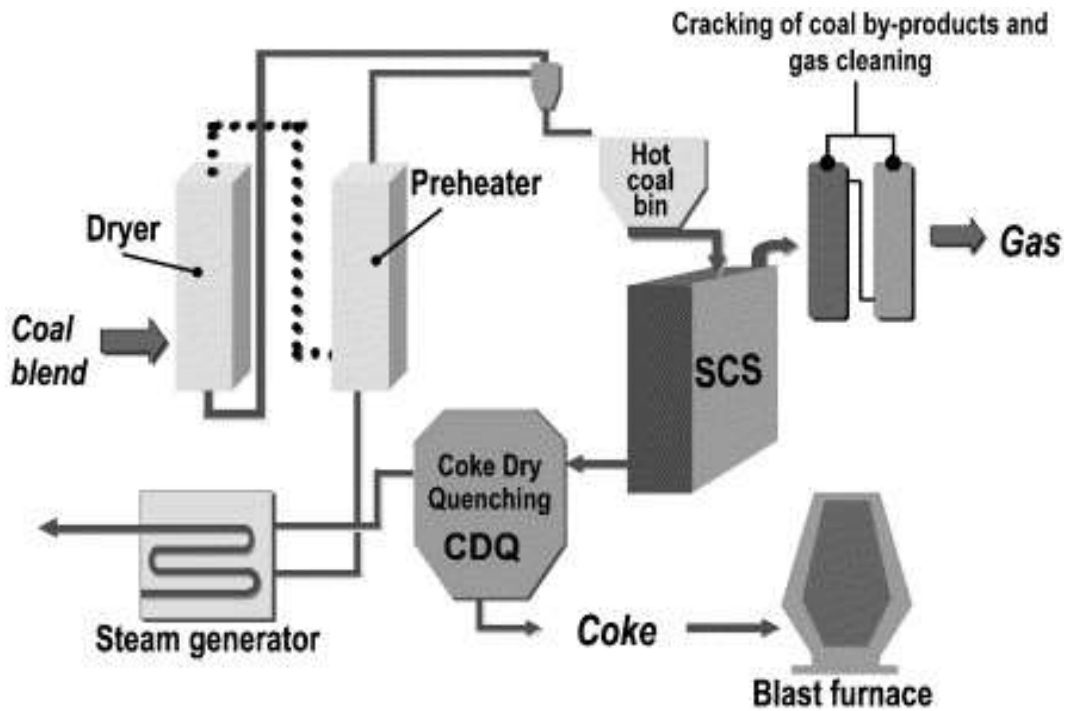 Cracking of coal by-products and
gas cleaning
Hot
coal
bin
Preheater
Dryer
Gas
Coal
blend
SCS
Coke Dry
Quenching
CDQ
Steam generator
Coke
Blast furnace